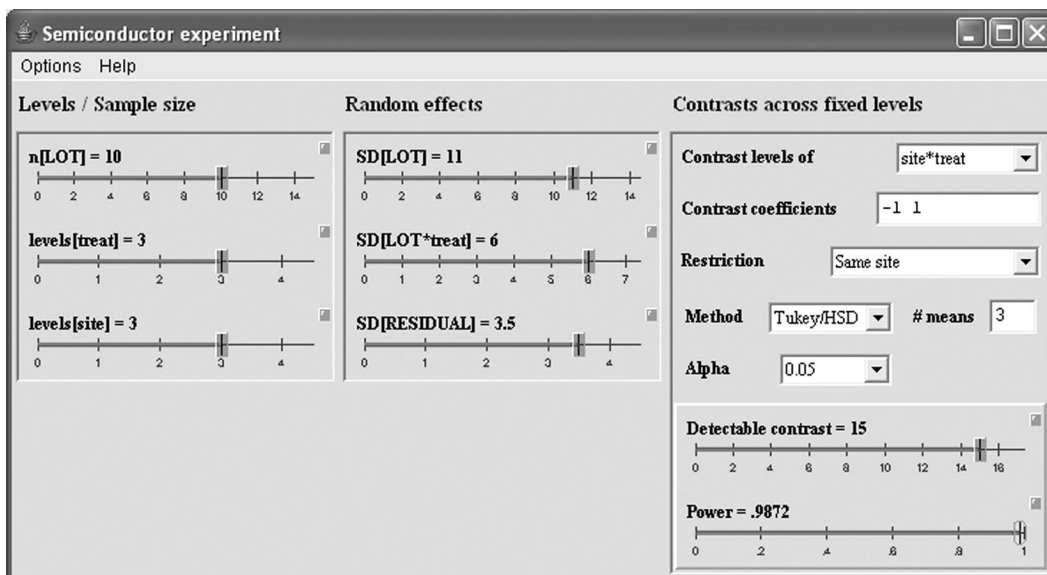 Semiconductor experiment
Options Help
Levels / Sample size
n[LOT] = 10
0 2 4 6 8 10 12 14
levels[treat] = 3
0 1 2 3 4
levels[site] = 3
0 1 2 3 4
Random effects
SD[LOT] = 11
0 2 4 6 8 10 12 14
SD[LOT*treat] = 6
0 1 2 3 4 5 6 7
SD[RESIDUAL] = 3.5
0 1 2 3 4
Contrasts across fixed levels
Contrast levels of site*treat
Contrast coefficients -1 1
Restriction Same site
Method Tukey/HSD # means 3
Alpha 0.05
Detectable contrast = 15
0 2 4 6 8 10 12 14 16
Power = .9872
0 .2 .4 .6 .8 1